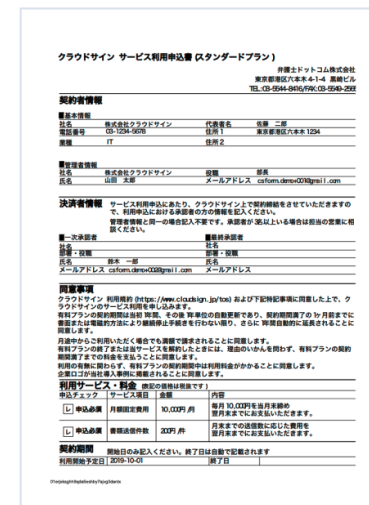 クラウドサイン サービス利用申込書 (スタンダードプラン)
弁護士ドットコム株式会社
東京都港区六本木 4-1-4 黒崎ビル
TEL:03-5544-8416/FAX:03-5549-2565
契約者情報
■基本情報
社名 株式会社クラウドサイン 代表者名 佐藤 二郎
電話番号 03-1234-5678 住所1 東京都港区六本木 1234
業種 IT 住所2
■管理者情報
社名 株式会社クラウドサイン 役職 部長
氏名 山田 太郎 メールアドレス csform.demo+001@gmail.com
決済者情報 サービス利用申込にあたり、クラウドサイン上で契約締結をさせていただきますの
で、利用申込における承認者の方の情報を記入ください。
管理者情報と同一の場合記入不要です。承認者が3名以上いる場合は担当の営業に相
談ください。
■一次承認者 ■最終承認者
社名 社名
部署・役職 部署・役職
氏名 鈴木 一郎 氏名
メールアドレス csform.demo+002@gmail.com メールアドレス
同意事項
クラウドサイン 利用規約 (https://www.cloudsign.jp/tos) および下記特記事項に同意した上で、ク
ラウドサインのサービス利用を申し込みます。
有料プランの契約期間は当初1年間、その後1年単位の自動更新であり、契約期間満了の1ヶ月前までに
書面または電磁的方法により継続停止手続きを行わない限り、さらに1年間自動的に延長されることに
同意します。
月途中からご利用いただく場合でも満額で請求されることに同意します。
有料プランの終了または当サービスを解約したときには、理由のいかんを問わず、有料プランの契約
期間満了までの料金を支払うことに同意します。
利用の有無に関わらず、有料プランの契約期間中は利用料金がかかることに同意します。
企業ロゴが当社導入事例に掲載されることに同意します。
利用サービス・料金 (表記の価格は税抜です)
申込チェック サービス項目 金額 内容
レ 申込必須 月額固定費用 10,000円/月 毎月 10,000円を当月末締め
翌月末までにお支払いただきます。
レ 申込必須 書類送信件数 200円/件 月末までの送信数に応じた費用を
翌月末までにお支払いただきます。
契約期間 開始日のみ記入ください。終了日は自動で記載されます
利用開始予定日 2019-10-01 終了日